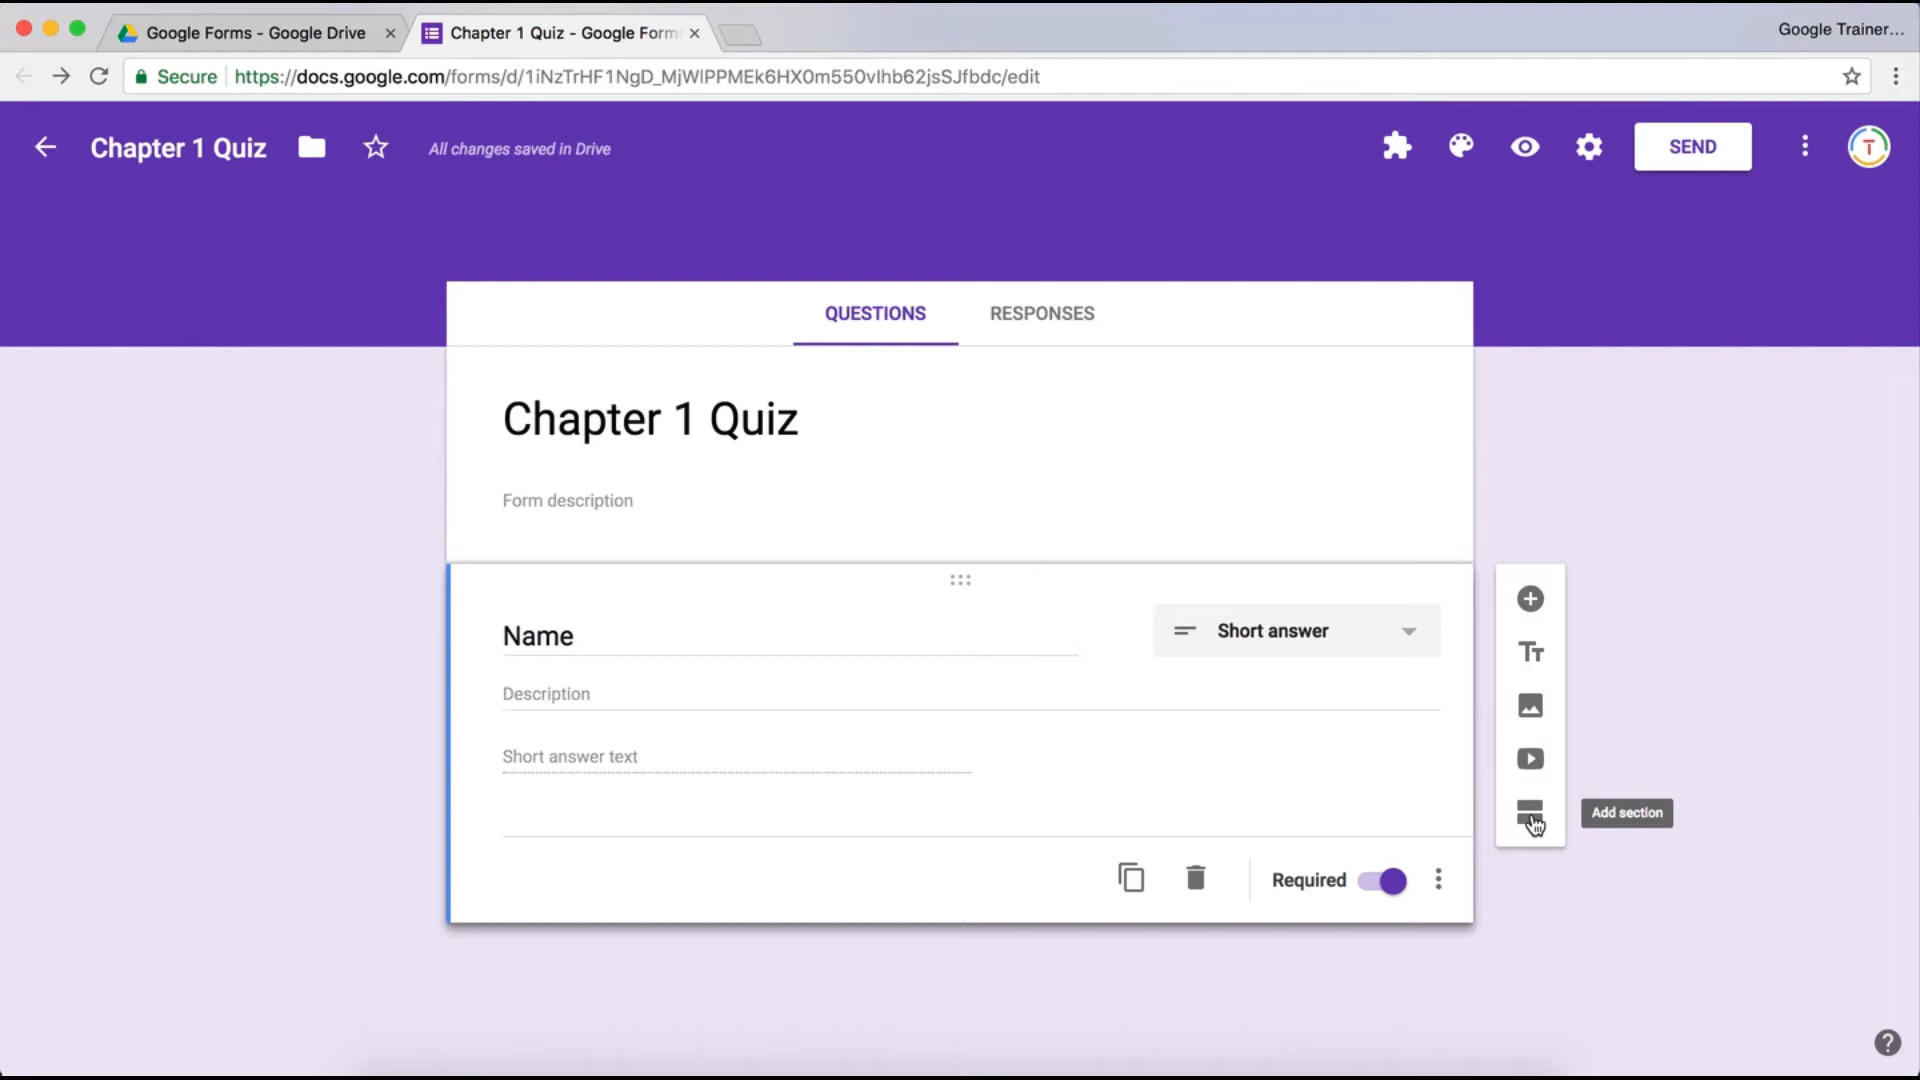 Google Forms - Google Drive
Chapter 1 Quiz - Google Form
Google Trainer...
Secure
https://docs.google.com/forms/d/1iNzTrHF1NgD_MjWlPPMEk6HX0m550vIhb62jsSJfbdc/edit
Chapter 1 Quiz
All changes saved in Drive
SEND
T
QUESTIONS
RESPONSES
Chapter 1 Quiz
Form description
Name
Short answer
Description
Short answer text
Add section
Required